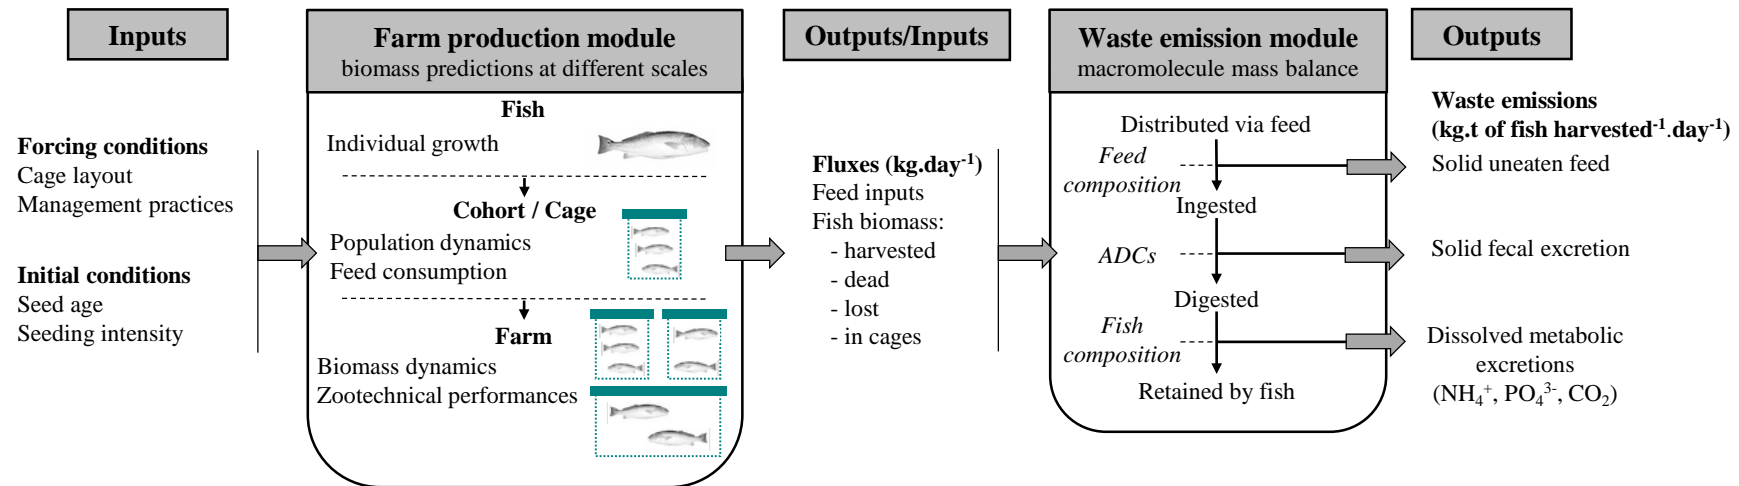 Inputs
Forcing conditions
Cage layout
Management practices
Initial conditions
Seed age
Seeding intensity
Farm production module
biomass predictions at different scales
Fish
Individual growth
Cohort / Cage
Population dynamics
Feed consumption
Farm
Biomass dynamics
Zootechnical performances
Outputs/Inputs
Fluxes (kg.day⁻¹)
Feed inputs
Fish biomass:
- harvested
- dead
- lost
- in cages
Waste emission module
macromolecule mass balance
Distributed via feed
Feed
composition
Ingested
ADCs
Digested
Fish
composition
Retained by fish
Outputs
Waste emissions
(kg.t of fish harvested⁻¹.day⁻¹)
Solid uneaten feed
Solid fecal excretion
Dissolved metabolic
excretions
(NH₄⁺, PO₄³⁻, CO₂)